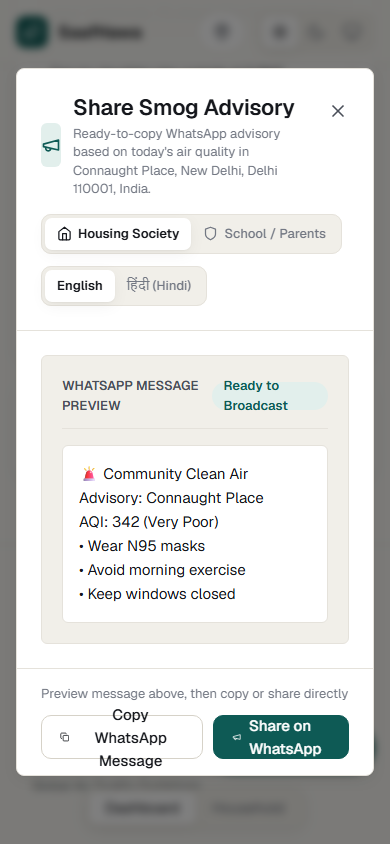 Share Smog Advisory
Ready-to-copy WhatsApp advisory
based on today's air quality in
Connaught Place, New Delhi, Delhi
110001, India.
Housing Society
School / Parents
English
हिंदी (Hindi)
WHATSAPP MESSAGE
PREVIEW
Ready to
Broadcast
🚨 Community Clean Air
Advisory: Connaught Place
AQI: 342 (Very Poor)
• Wear N95 masks
• Avoid morning exercise
• Keep windows closed
Preview message above, then copy or share directly
Copy
WhatsApp
Message
Share on
WhatsApp